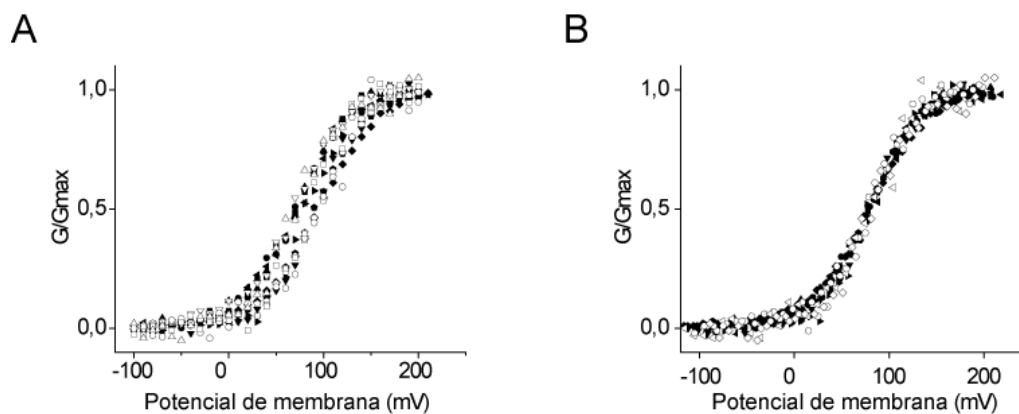 A
1,0
0,5
0,0
G/Gmax
-100 0 100 200
Potencial de membrana (mV)
B
1,0
0,5
0,0
G/Gmax
-100 0 100 200
Potencial de membrana (mV)